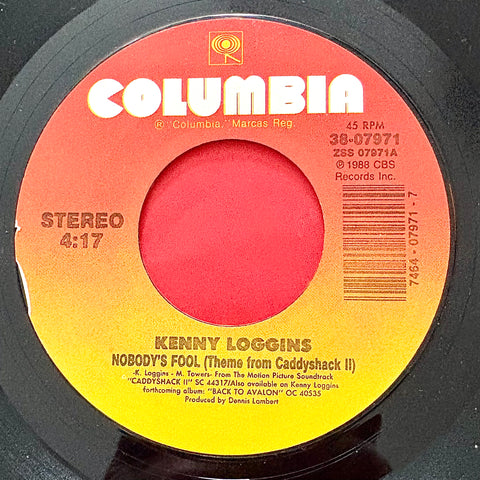 COLUMBIA
® "Columbia," Marcas Reg.
45 RPM
38-07971
ZSS 07971A
℗ 1988 CBS
Records Inc.
STEREO
4:17
7464-07971-7
KENNY LOGGINS
NOBODY'S FOOL (Theme from Caddyshack II)
-K. Loggins - M. Towers- From The Motion Picture Soundtrack
"CADDYSHACK II" SC 44317/Also available on Kenny Loggins
forthcoming album: "BACK TO AVALON" OC 40535
Produced by Dennis Lambert